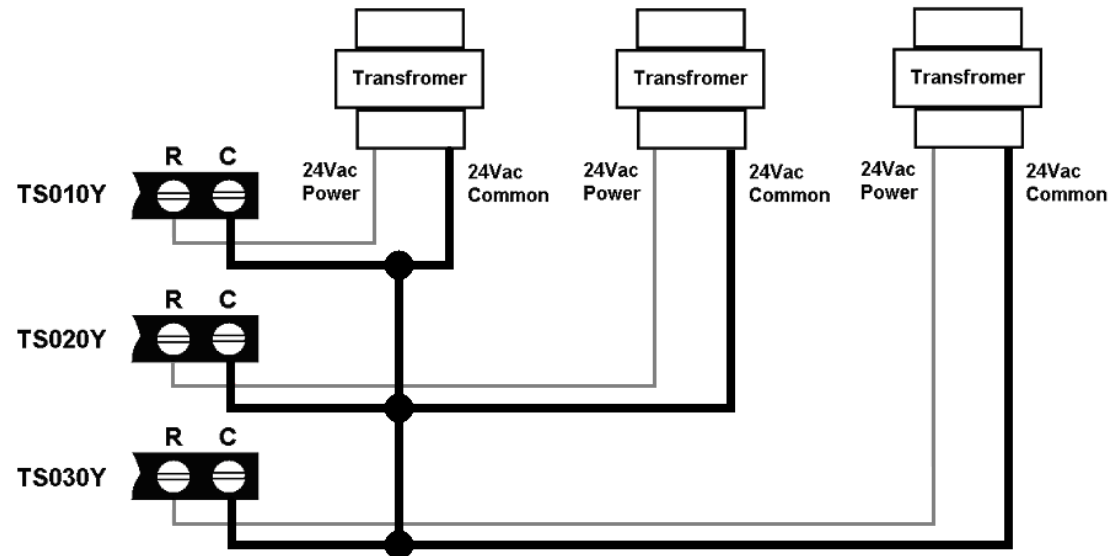 Transfromer
Transfromer
Transfromer
24Vac
Power
24Vac
Common
24Vac
Power
24Vac
Common
24Vac
Power
24Vac
Common
R C
TS010Y
R C
TS020Y
R C
TS030Y